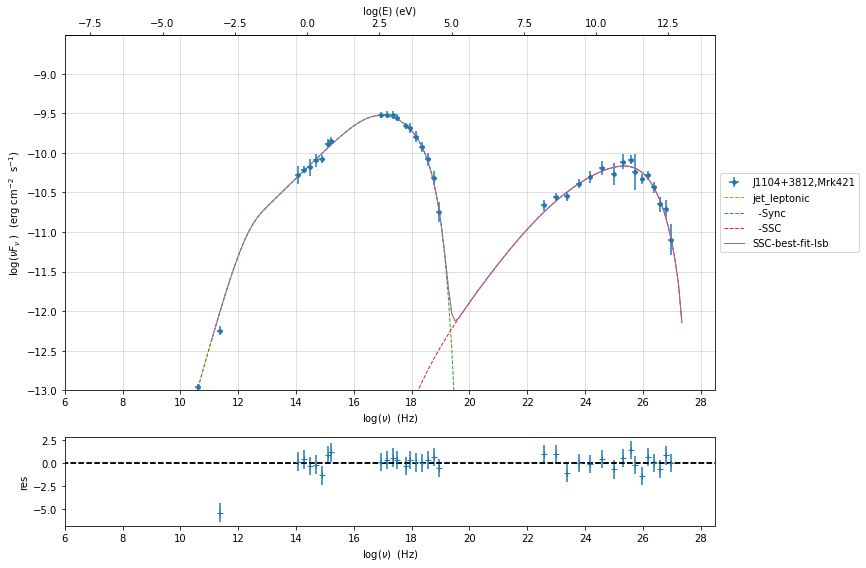 log(E) (eV)
−7.5 −5.0 −2.5 0.0 2.5 5.0 7.5 10.0 12.5
log(νFν ) (erg cm⁻² s⁻¹)
−9.0
−9.5
−10.0
−10.5
−11.0
−11.5
−12.0
−12.5
−13.0
6 8 10 12 14 16 18 20 22 24 26 28
log(ν) (Hz)
J1104+3812,Mrk421
jet_leptonic
-Sync
-SSC
SSC-best-fit-lsb
res
2.5
0.0
−2.5
−5.0
6 8 10 12 14 16 18 20 22 24 26 28
log(ν) (Hz)